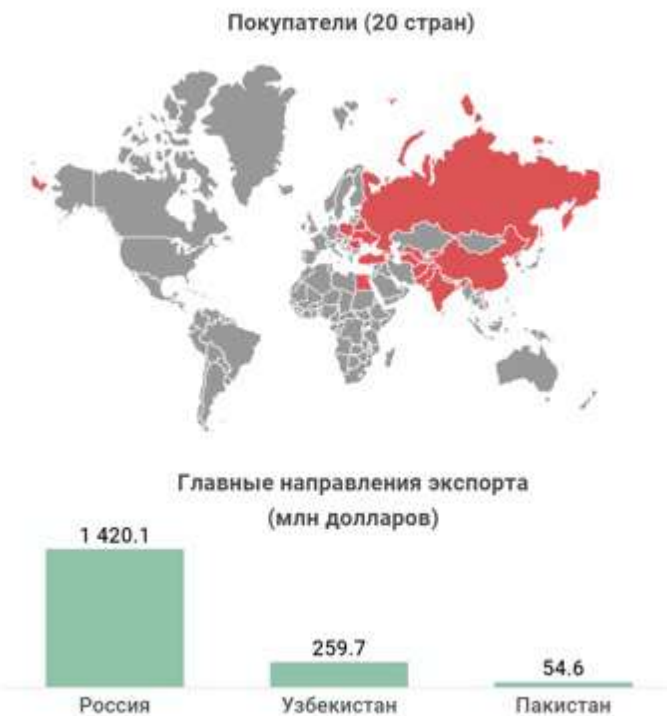 Покупатели (20 стран)
Главные направления экспорта
(млн долларов)
1 420.1
259.7
54.6
Россия
Узбекистан
Пакистан